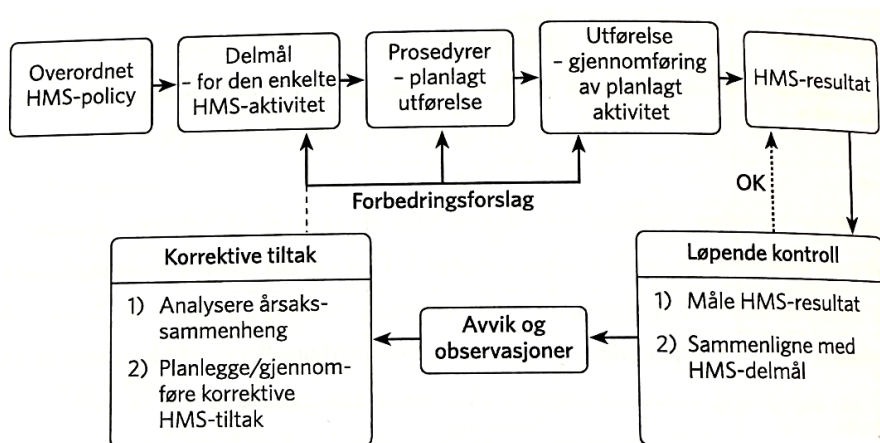 Overordnet
HMS-policy
Delmål
– for den enkelte
HMS-aktivitet
Prosedyrer
– planlagt
utførelse
Utførelse
– gjennomføring
av planlagt
aktivitet
HMS-resultat
Forbedringsforslag
OK
Korrektive tiltak
1) Analysere årsaks-
sammenheng
2) Planlegge/gjennom-
føre korrektive
HMS-tiltak
Avvik og
observasjoner
Løpende kontroll
1) Måle HMS-resultat
2) Sammenligne med
HMS-delmål